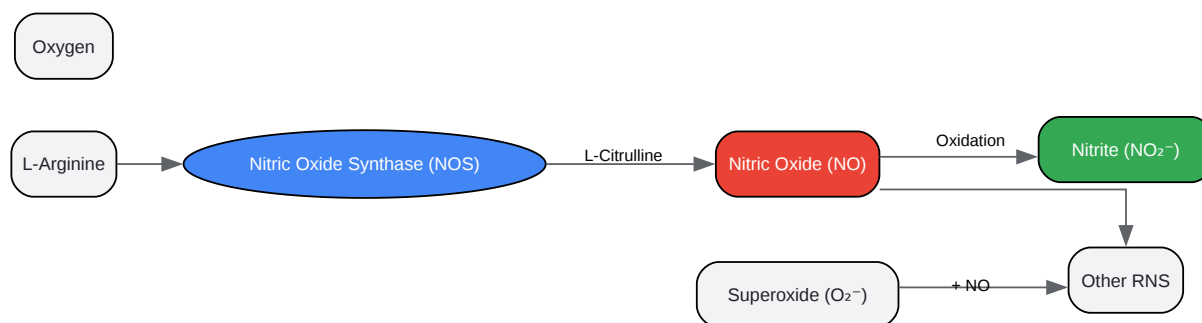 Oxygen
L-Arginine
Nitric Oxide Synthase (NOS)
L-Citrulline
Nitric Oxide (NO)
Oxidation
Nitrite (NO₂⁻)
Superoxide (O₂⁻)
+ NO
Other RNS